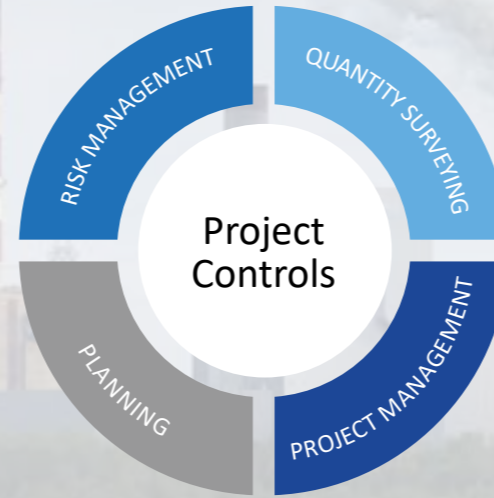 RISK MANAGEMENT
QUANTITY SURVEYING
Project
Controls
PLANNING
PROJECT MANAGEMENT